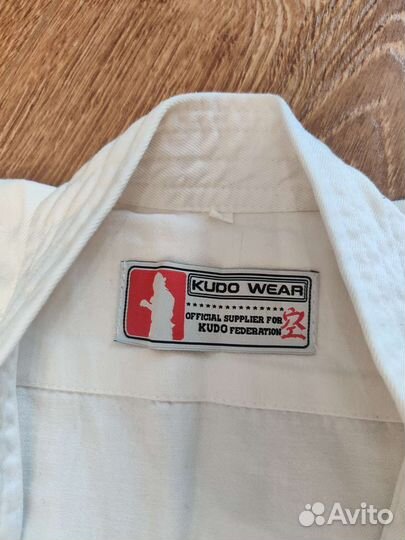 KUDO WEAR
OFFICIAL SUPPLIER FOR
KUDO FEDERATION
空
Avito